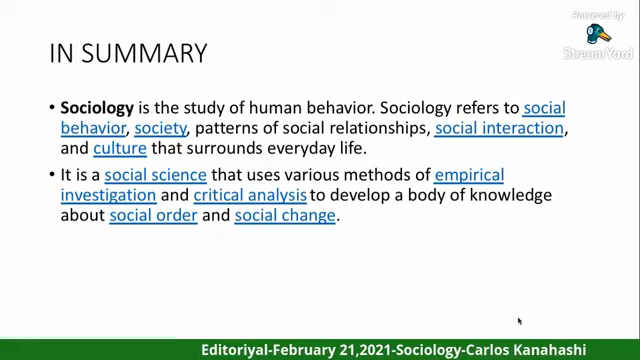 Powered by
StreamYard
IN SUMMARY
• Sociology is the study of human behavior. Sociology refers to social
behavior, society, patterns of social relationships, social interaction,
and culture that surrounds everyday life.
• It is a social science that uses various methods of empirical
investigation and critical analysis to develop a body of knowledge
about social order and social change.
Editoriyal-February 21,2021-Sociology-Carlos Kanahashi